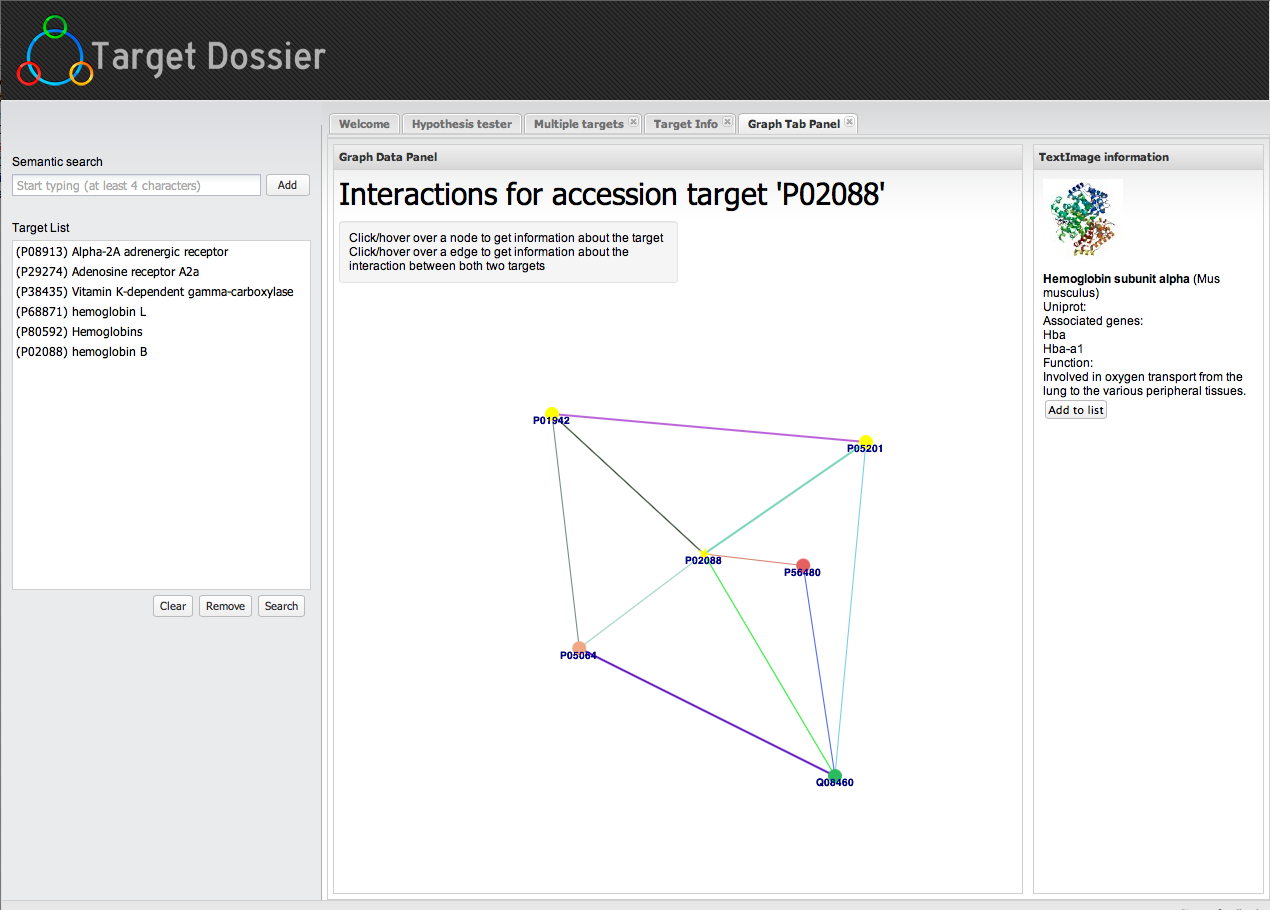 Target Dossier
Welcome
Hypothesis tester
Multiple targets
Target Info
Graph Tab Panel
Semantic search
Start typing (at least 4 characters)
Add
Target List
(P08913) Alpha-2A adrenergic receptor
(P29274) Adenosine receptor A2a
(P38435) Vitamin K-dependent gamma-carboxylase
(P68871) hemoglobin L
(P80592) Hemoglobins
(P02088) hemoglobin B
Clear
Remove
Search
Graph Data Panel
Interactions for accession target 'P02088'
Click/hover over a node to get information about the target
Click/hover over a edge to get information about the
interaction between both two targets
P01942
P05201
P02088
P56480
P05064
Q08460
TextImage information
Hemoglobin subunit alpha (Mus
musculus)
Uniprot:
Associated genes:
Hba
Hba-a1
Function:
Involved in oxygen transport from the
lung to the various peripheral tissues.
Add to list